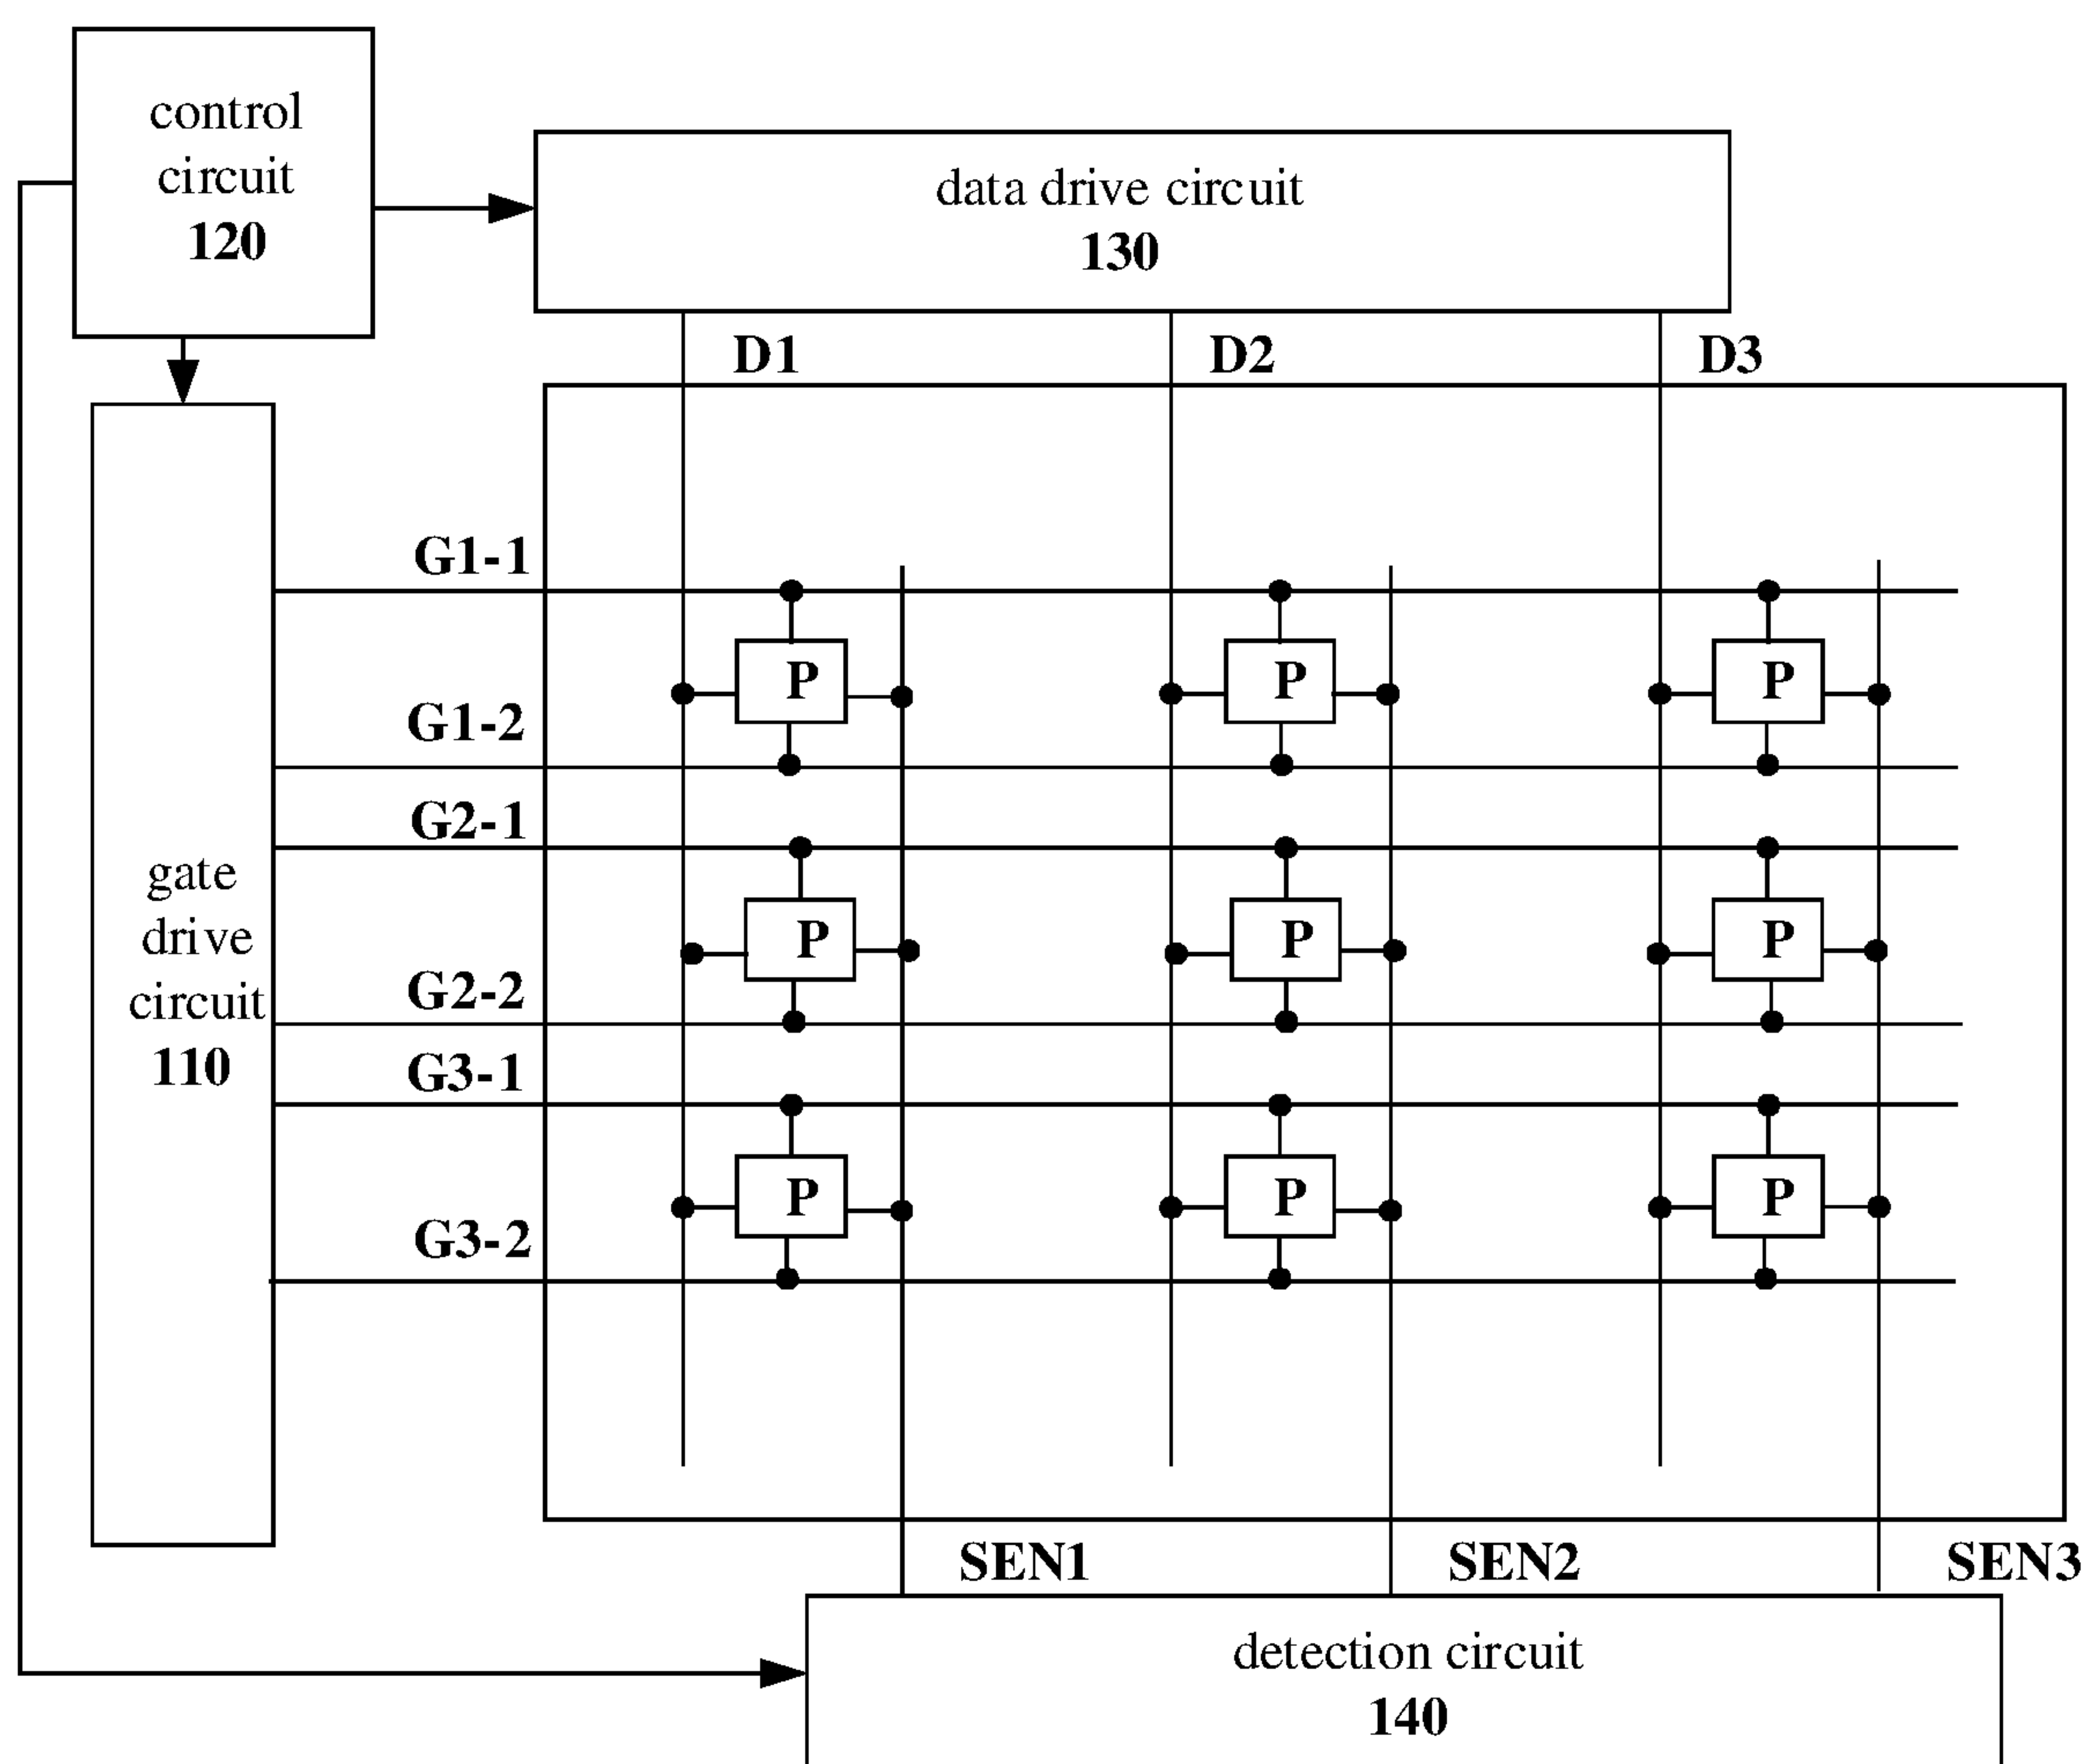 control
circuit
120
data drive circuit
130
D1 D2 D3
G1-1
P P P
G1-2
G2-1
gate
drive
circuit
110
P P P
G2-2
G3-1
P P P
G3-2
SEN1 SEN2 SEN3
detection circuit
140